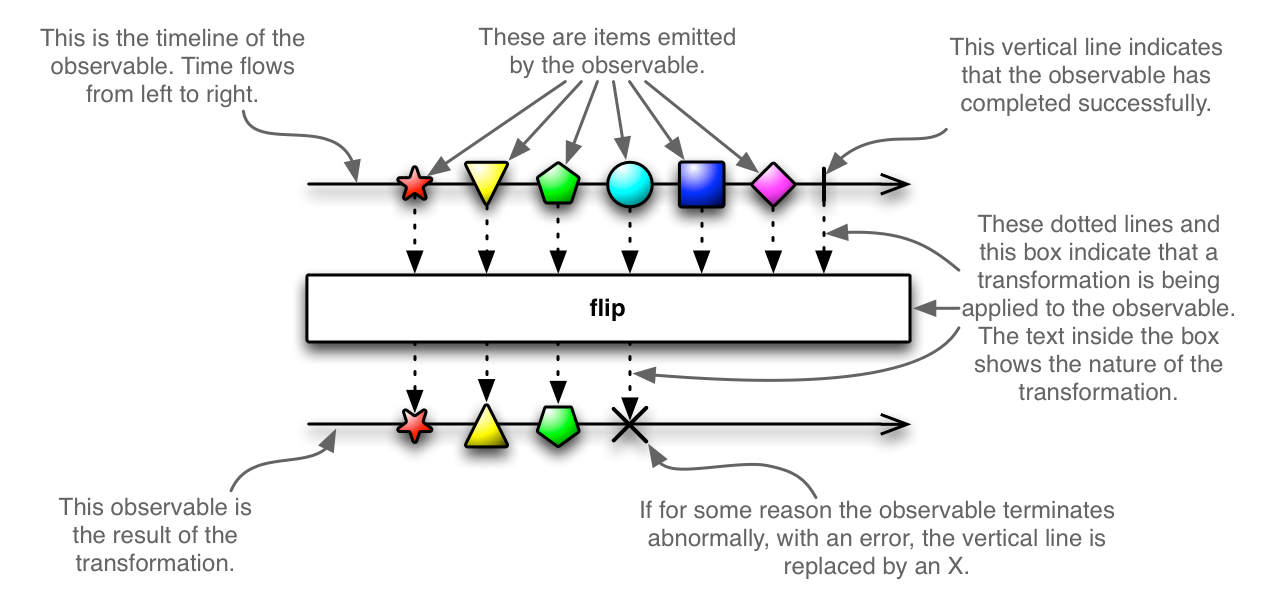 This is the timeline of the
observable. Time flows
from left to right.
These are items emitted
by the observable.
This vertical line indicates
that the observable has
completed successfully.
These dotted lines and
this box indicate that a
transformation is being
applied to the observable.
The text inside the box
shows the nature of the
transformation.
flip
This observable is
the result of the
transformation.
If for some reason the observable terminates
abnormally, with an error, the vertical line is
replaced by an X.